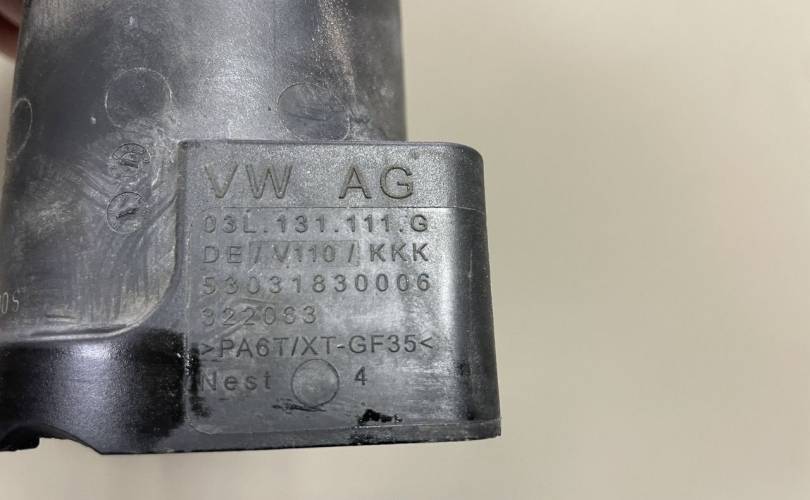 VW AG
03L.131.111.G
DE/V110/KKK
53031830006
322083
>PA6T/XT-GF35<
Nest 4